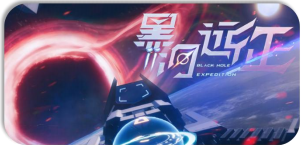 黑洞远征
BLACK HOLE
EXPEDITION